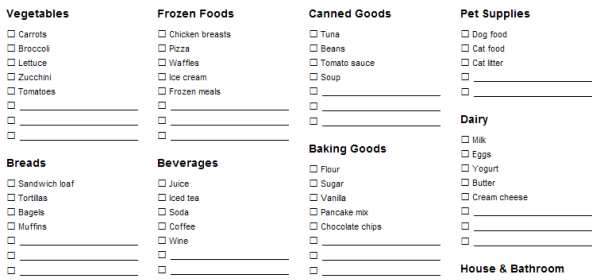 Vegetables
Carrots
Broccoli
Lettuce
Zucchini
Tomatoes
Breads
Sandwich loaf
Tortillas
Bagels
Muffins
Frozen Foods
Chicken breasts
Pizza
Waffles
Ice cream
Frozen meals
Beverages
Juice
Iced tea
Soda
Coffee
Wine
Canned Goods
Tuna
Beans
Tomato sauce
Soup
Baking Goods
Flour
Sugar
Vanilla
Pancake mix
Chocolate chips
Pet Supplies
Dog food
Cat food
Cat litter
Dairy
Milk
Eggs
Yogurt
Butter
Cream cheese
House & Bathroom